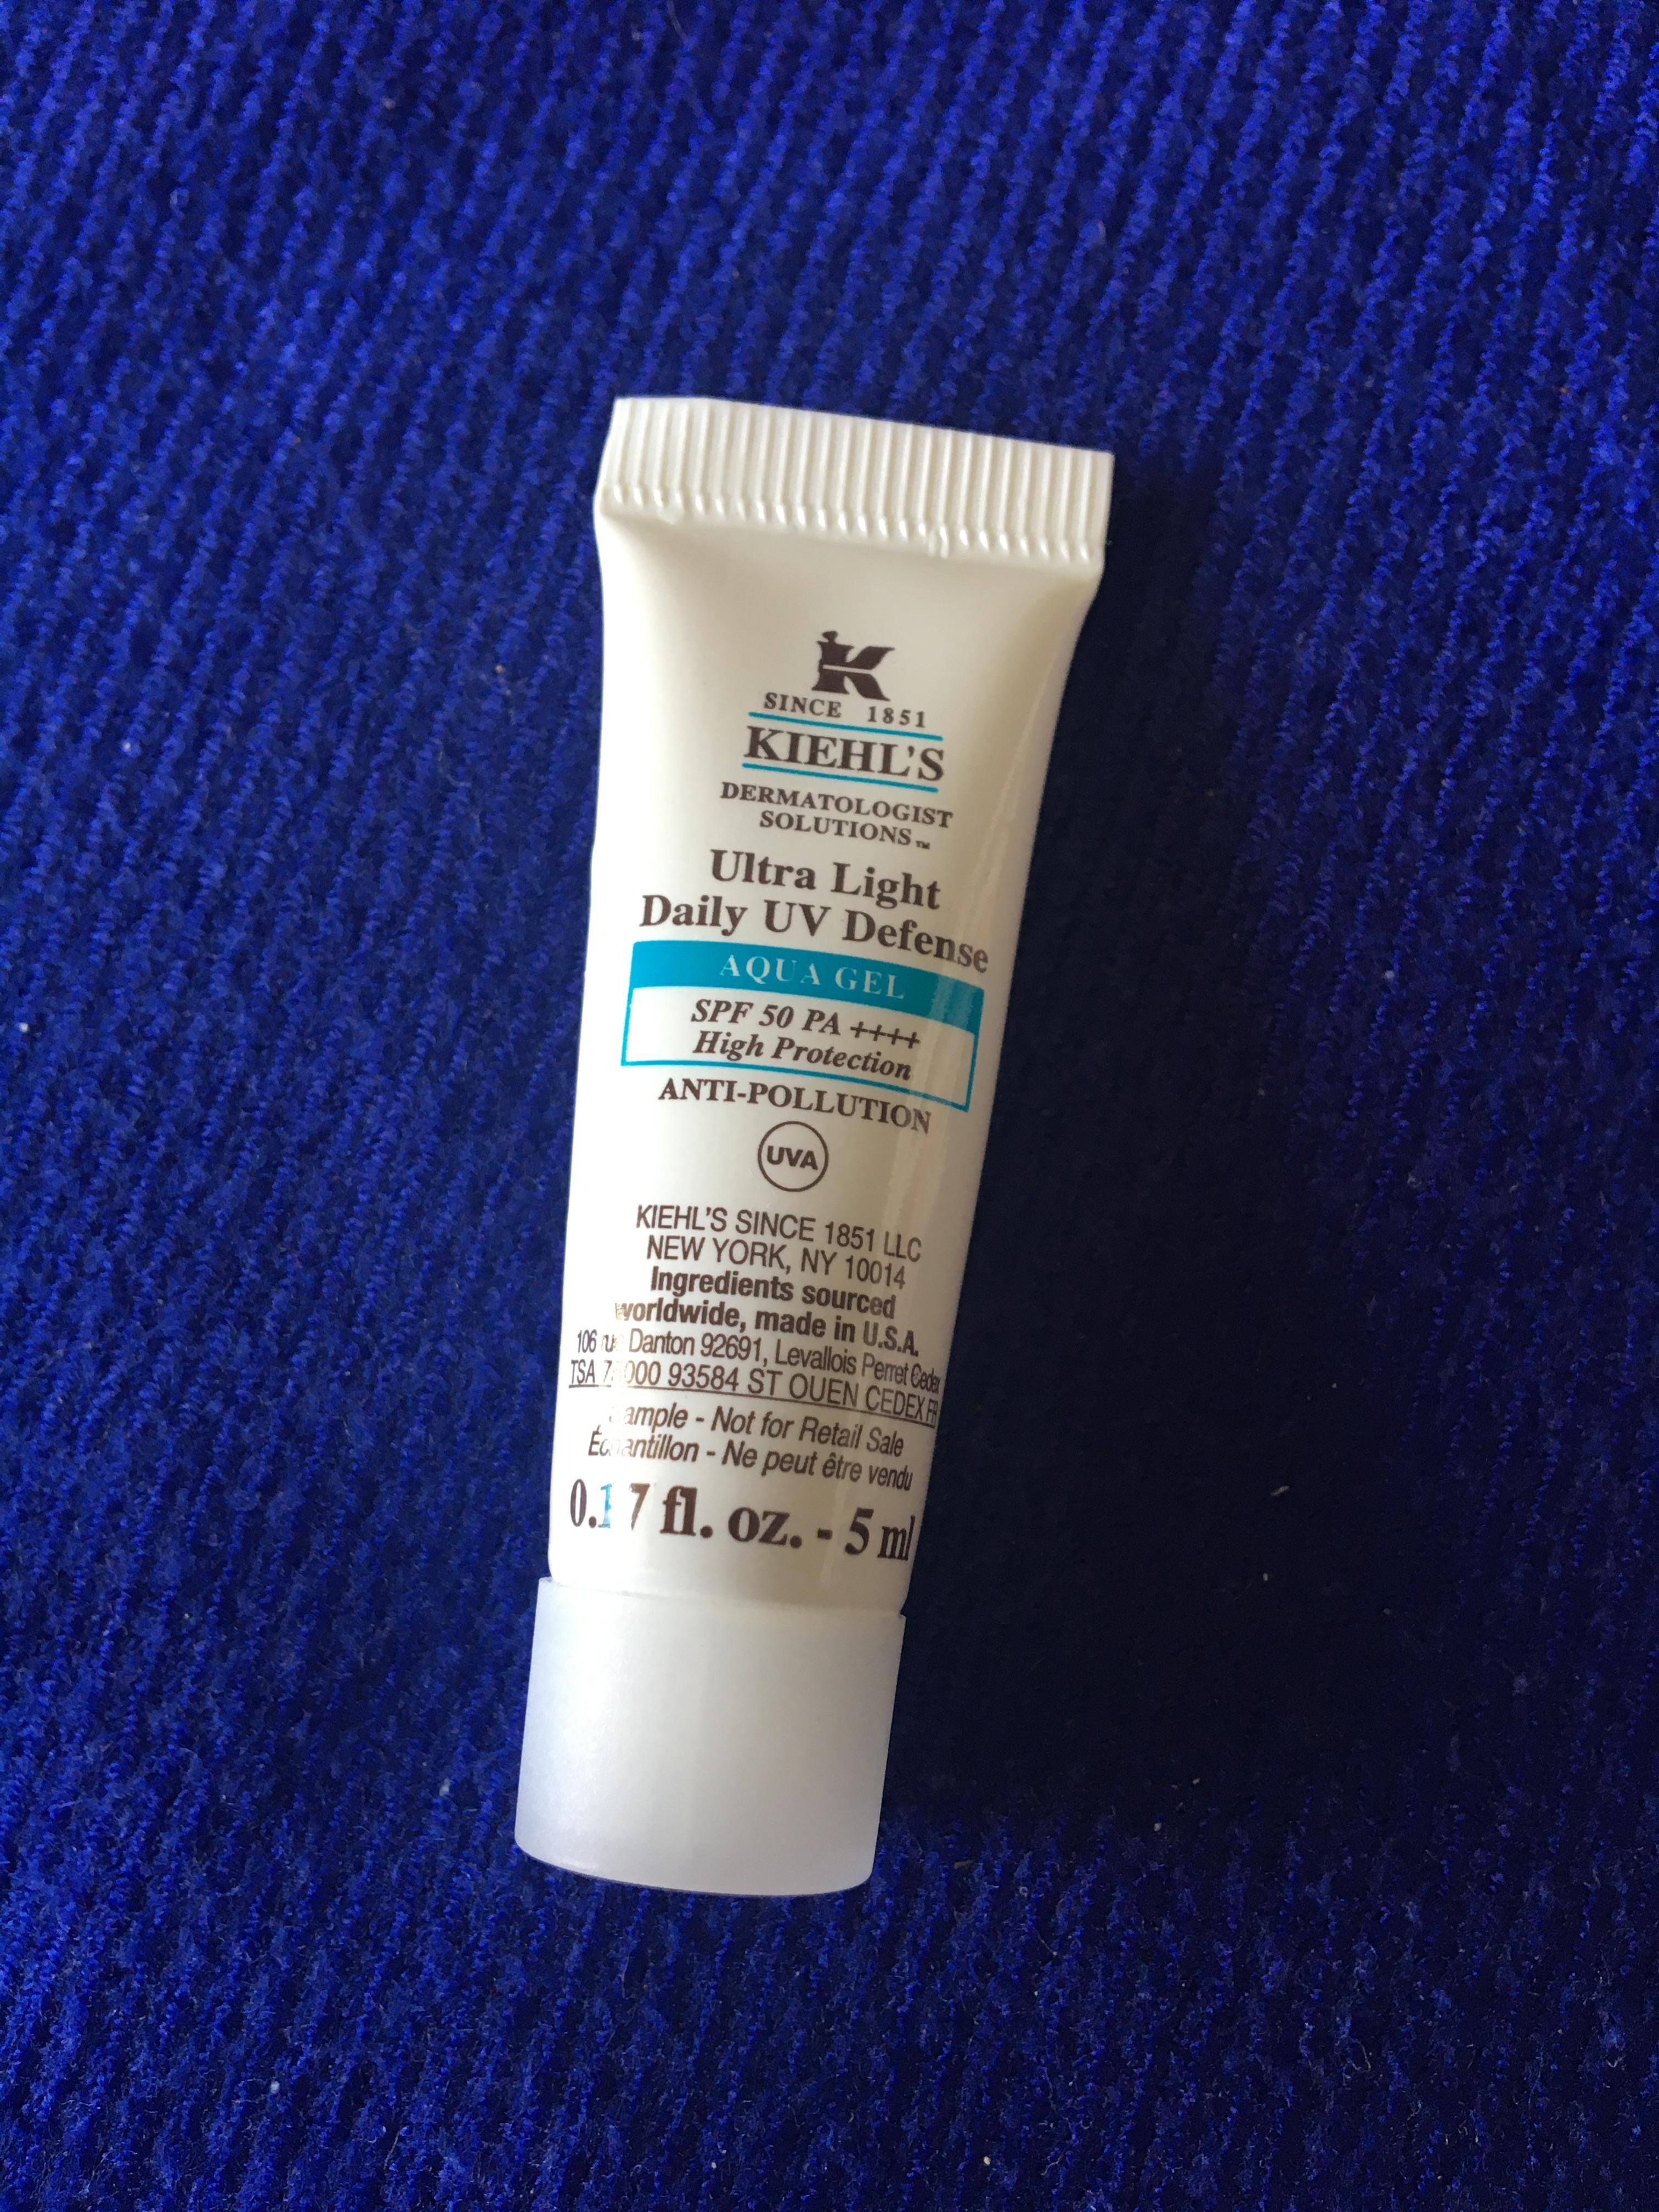 K
SINCE 1851
KIEHL'S
DERMATOLOGIST
SOLUTIONS™
Ultra Light
Daily UV Defense
AQUA GEL
SPF 50 PA ++++
High Protection
ANTI-POLLUTION
UVA
KIEHL'S SINCE 1851 LLC
NEW YORK, NY 10014
Ingredients sourced
worldwide, made in U.S.A.
106 rue Danton 92691, Levallois Perret Cedex
TSA 93584 ST OUEN CEDEX FR
Sample - Not for Retail Sale
Échantillon - Ne peut être vendu
0.17 fl. oz. - 5 ml